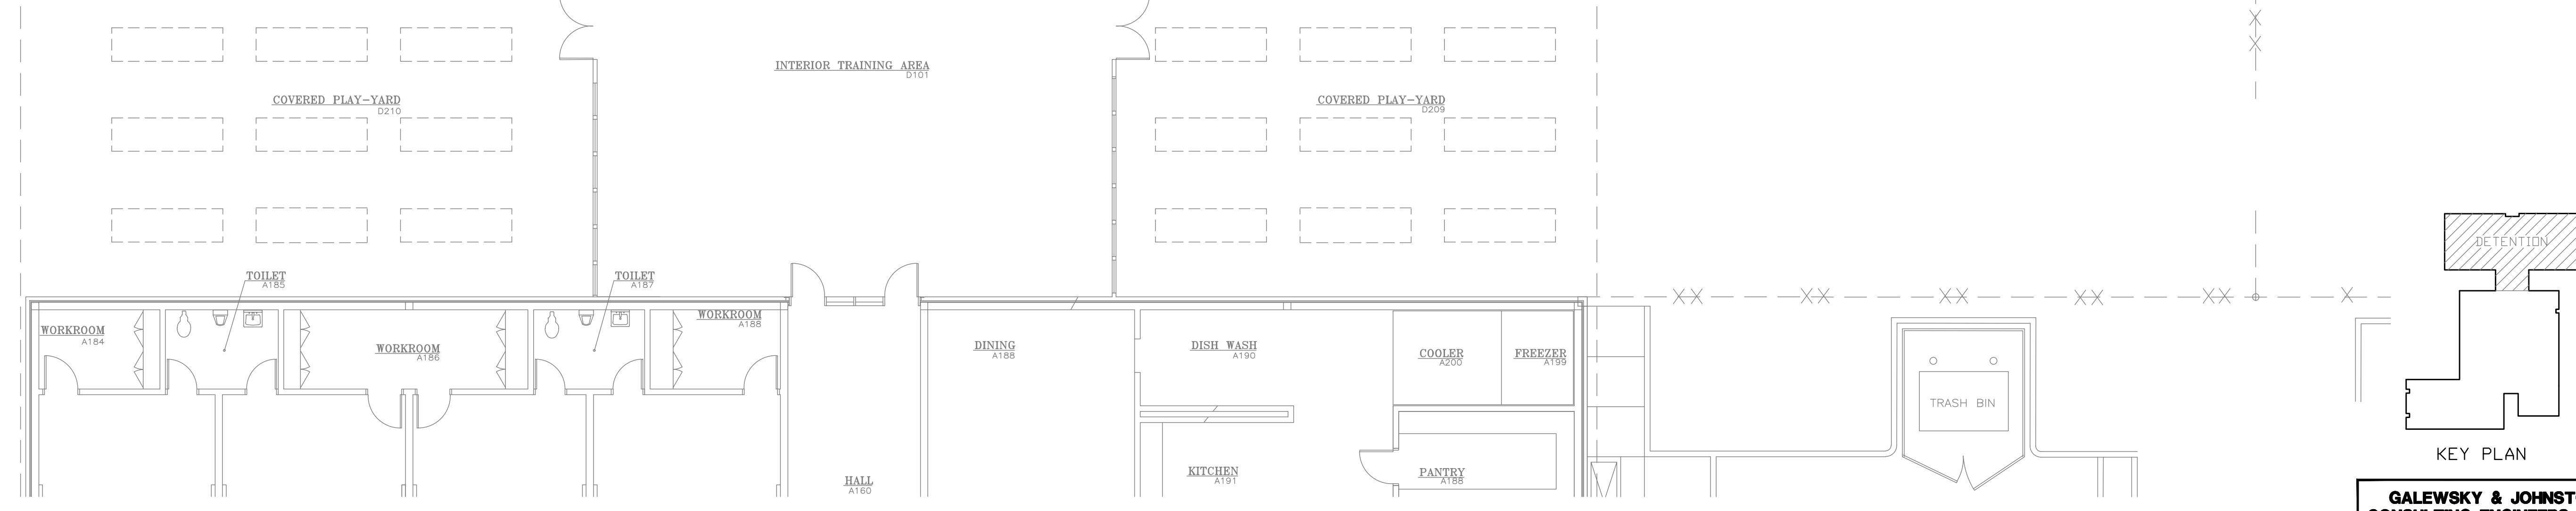 INTERIOR TRAINING AREA
D101
COVERED PLAY-YARD
D210
COVERED PLAY-YARD
D209
DETENTION
TOILET
A185
TOILET
A187
WORKROOM
A184
WORKROOM
A186
WORKROOM
A188
DINING
A188
DISH WASH
A190
COOLER
A200
FREEZER
A199
TRASH BIN
KEY PLAN
HALL
A160
KITCHEN
A191
PANTRY
A188
GALEWSKY & JOHNST
CONSULTING ENGINEERS